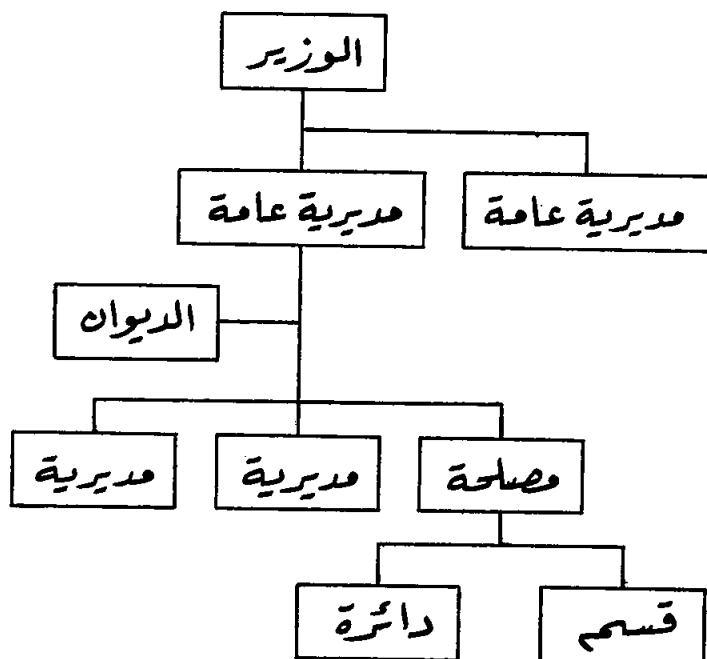 الوزير
مديرية عامة
مديرية عامة
الديوان
مصلحة
مديرية
مديرية
قسم
دائرة